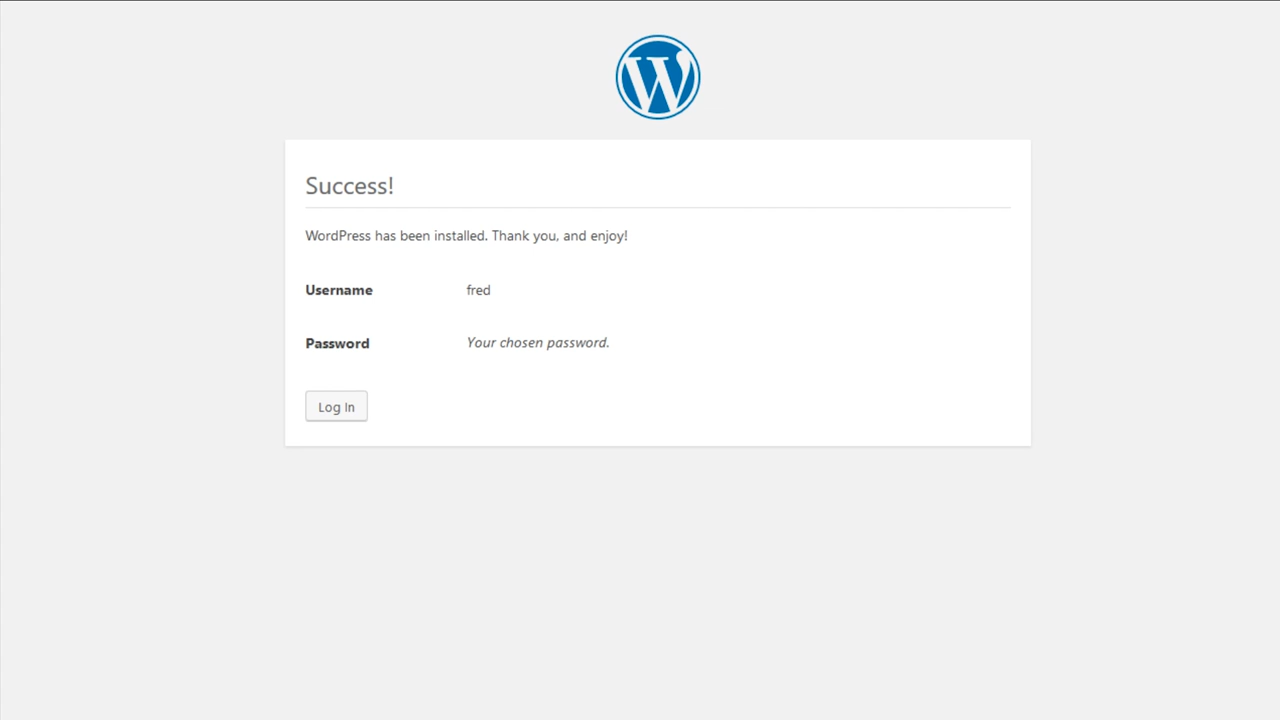 Success!
WordPress has been installed. Thank you, and enjoy!
Username fred
Password Your chosen password.
Log In